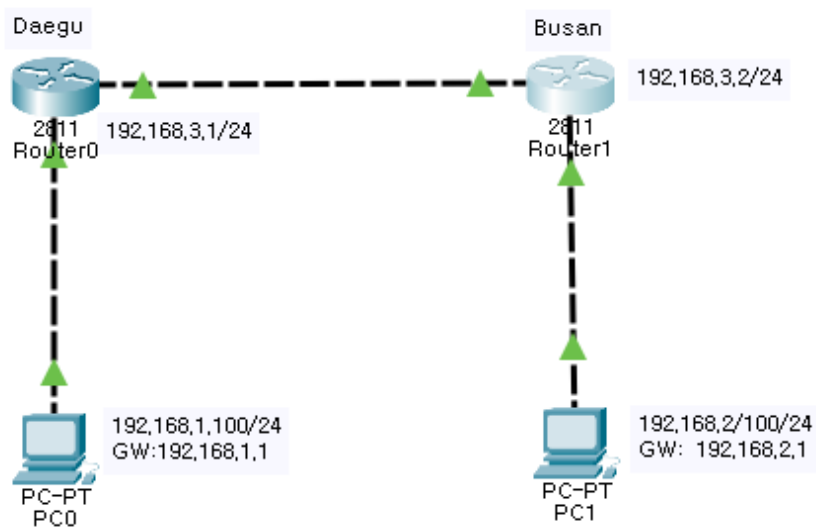 Daegu
Busan
192,168,3,2/24
2811
Router0
192,168,3,1/24
2811
Router1
192,168,1,100/24
GW:192,168,1,1
PC-PT
PC0
192,168,2/100/24
GW: 192,168,2,1
PC-PT
PC1